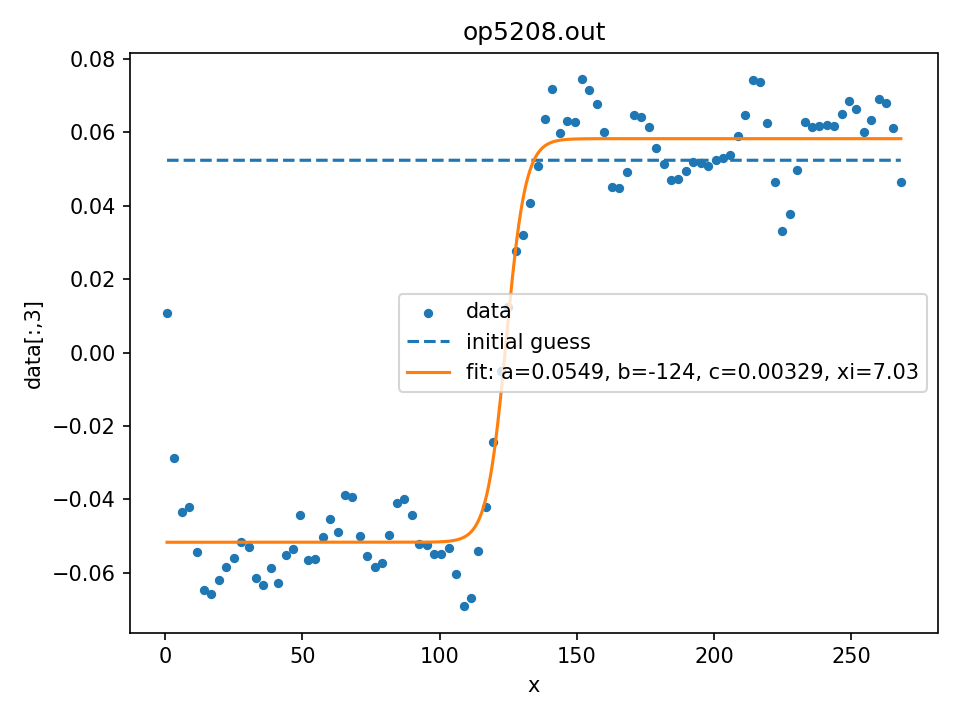 op5208.out
0.08
0.06
0.04
0.02
0.00
−0.02
−0.04
−0.06
data[:,3]
data
initial guess
fit: a=0.0549, b=-124, c=0.00329, xi=7.03
0 50 100 150 200 250
x